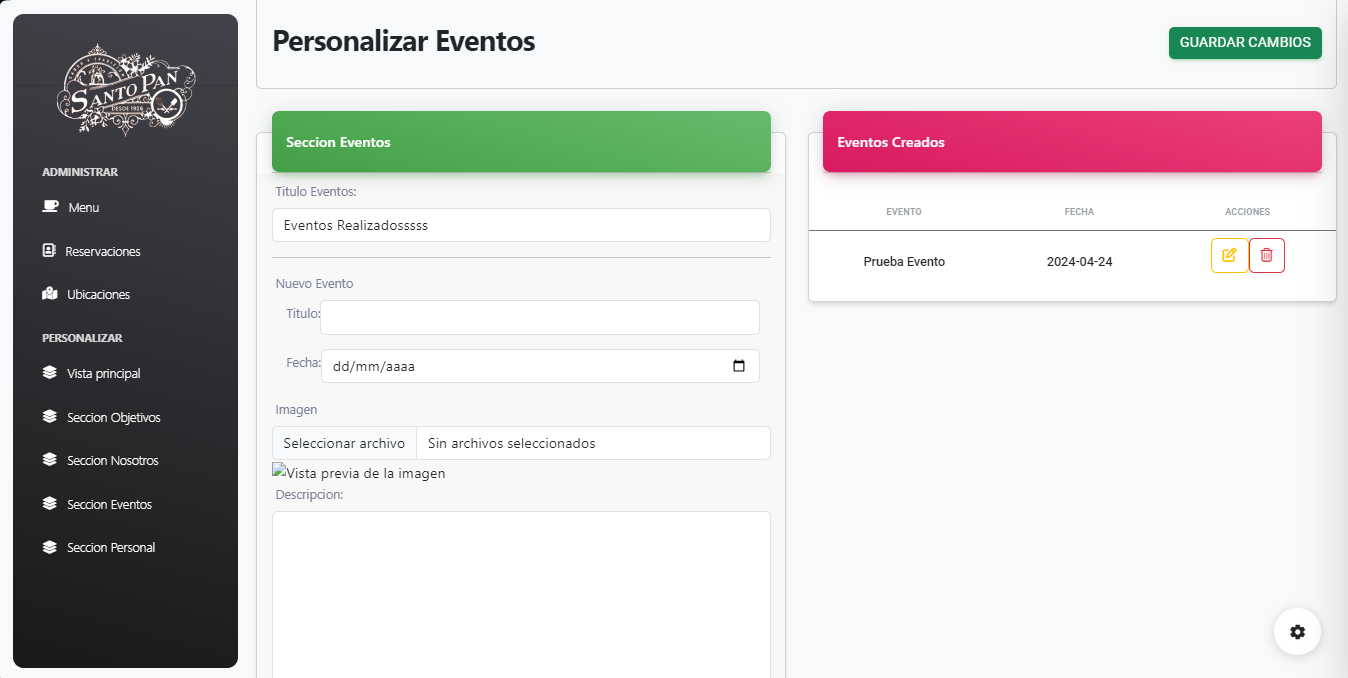 Personalizar Eventos
GUARDAR CAMBIOS
SANTO PAN
DESDE 1926
ADMINISTRAR
Menu
Reservaciones
Ubicaciones
PERSONALIZAR
Vista principal
Seccion Objetivos
Seccion Nosotros
Seccion Eventos
Seccion Personal
Seccion Eventos
Titulo Eventos:
Eventos Realizadosssss
Nuevo Evento
Titulo:
Fecha: dd/mm/aaaa
Imagen
Seleccionar archivo Sin archivos seleccionados
Vista previa de la imagen
Descripcion:
Eventos Creados
EVENTO FECHA ACCIONES
Prueba Evento 2024-04-24